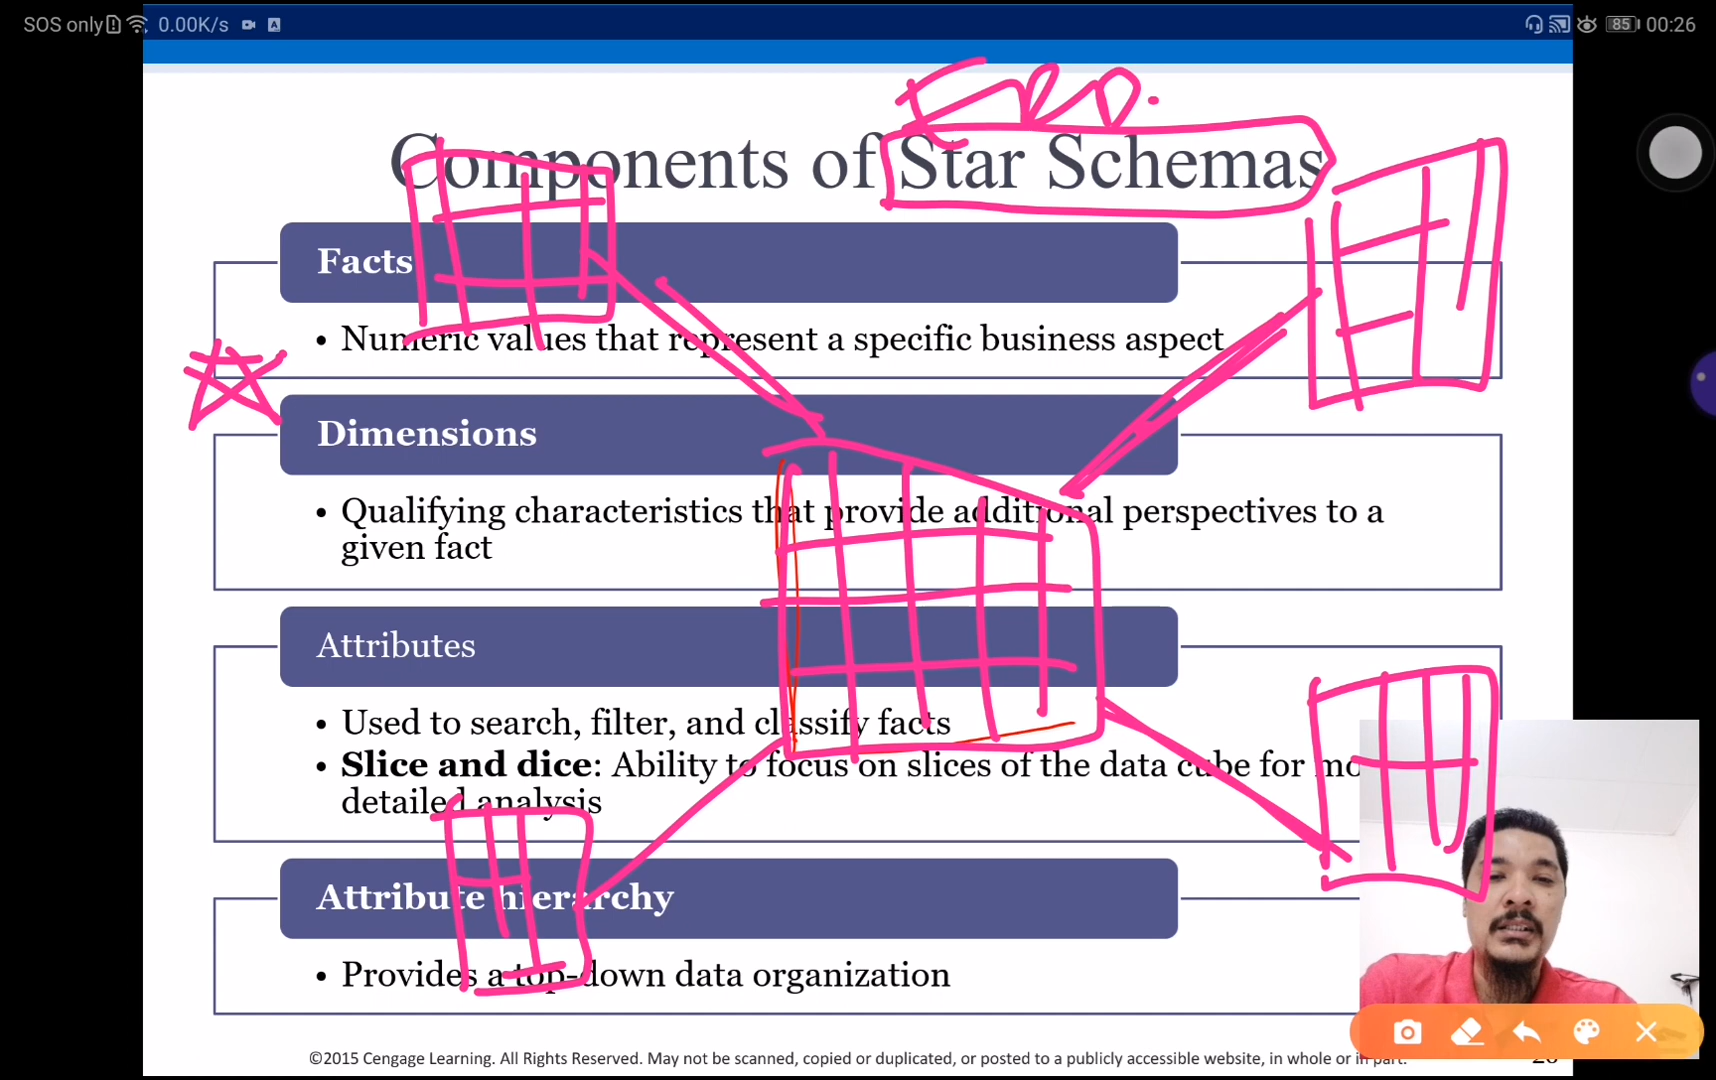 SOS only 0.00K/s A 85 00:26
ERD.
Components of Star Schemas
Facts
• Numeric values that represent a specific business aspect
Dimensions
• Qualifying characteristics that provide additional perspectives to a
given fact
Attributes
• Used to search, filter, and classify facts
• Slice and dice: Ability to focus on slices of the data cube for mo
detailed analysis
Attribute hierarchy
• Provides a top-down data organization
©2015 Cengage Learning. All Rights Reserved. May not be scanned, copied or duplicated, or posted to a publicly accessible website, in whole or in part.